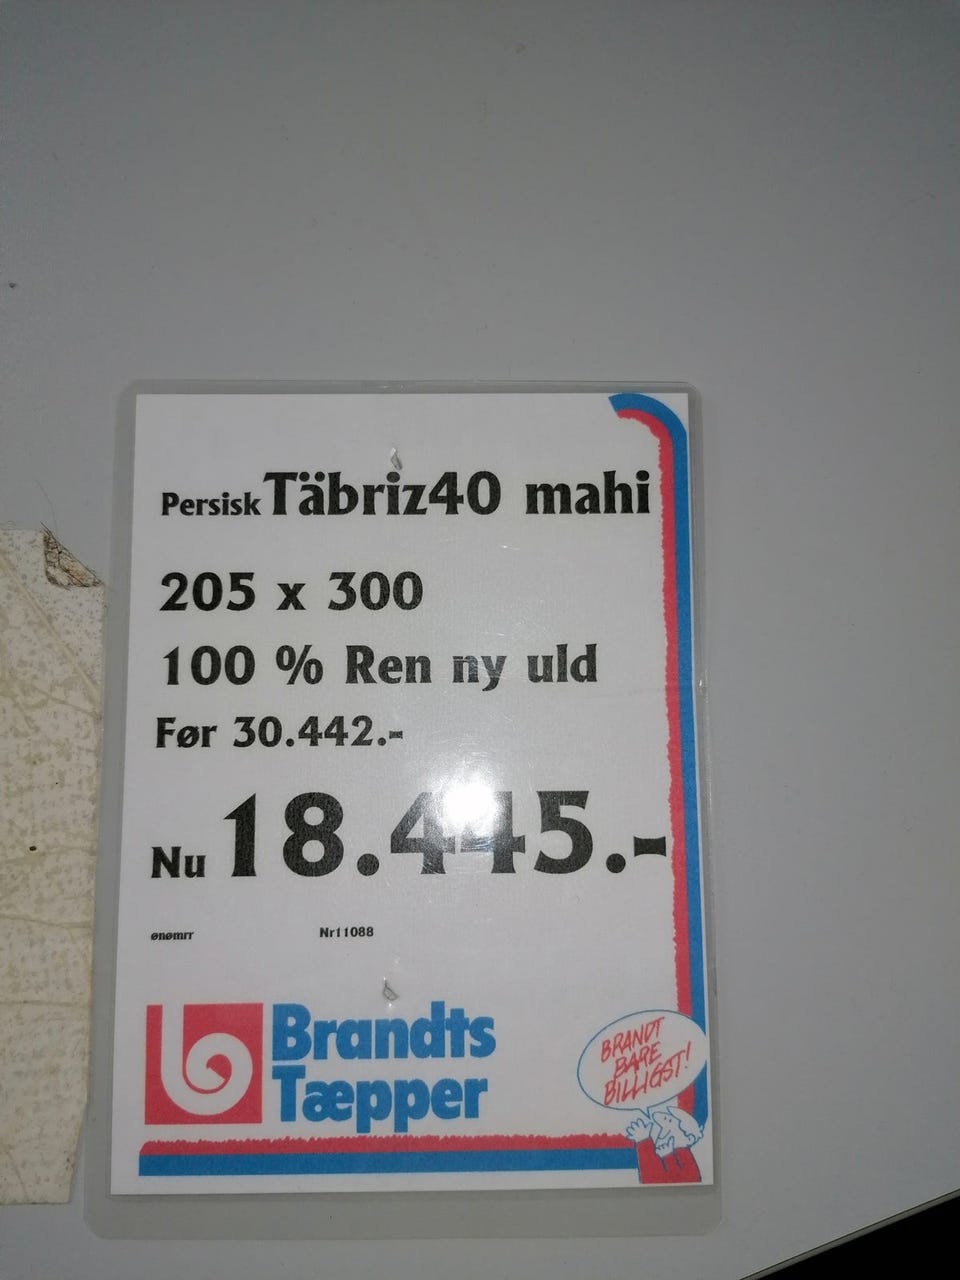 Persisk Täbriz40 mahi
205 x 300
100 % Ren ny uld
Før 30.442.-
Nu 18.445.-
ønømrr Nr11088
Brandts
Tæpper
BRANDT
BARE
BILLIGST!